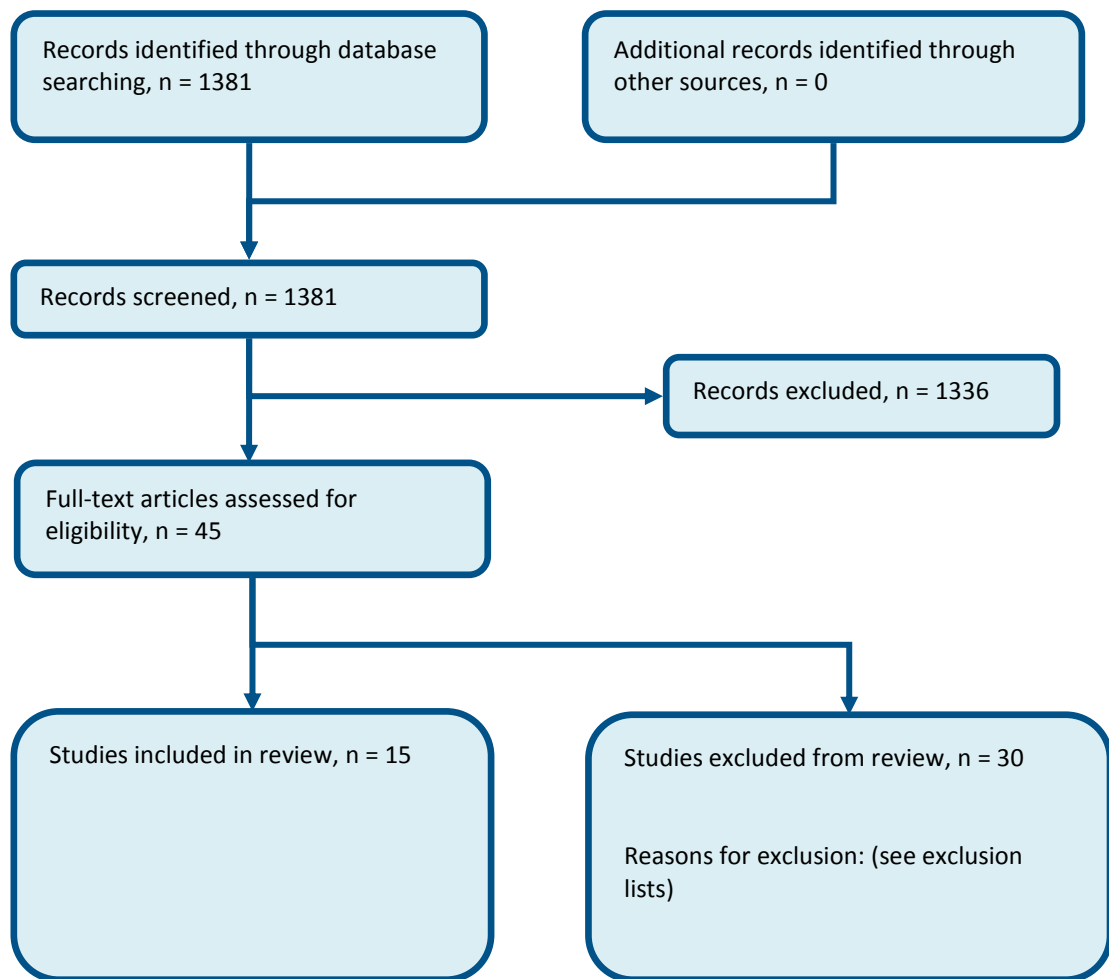 Records identified through database
searching, n = 1381
Additional records identified through
other sources, n = 0
Records screened, n = 1381
Records excluded, n = 1336
Full-text articles assessed for
eligibility, n = 45
Studies included in review, n = 15
Studies excluded from review, n = 30
Reasons for exclusion: (see exclusion
lists)